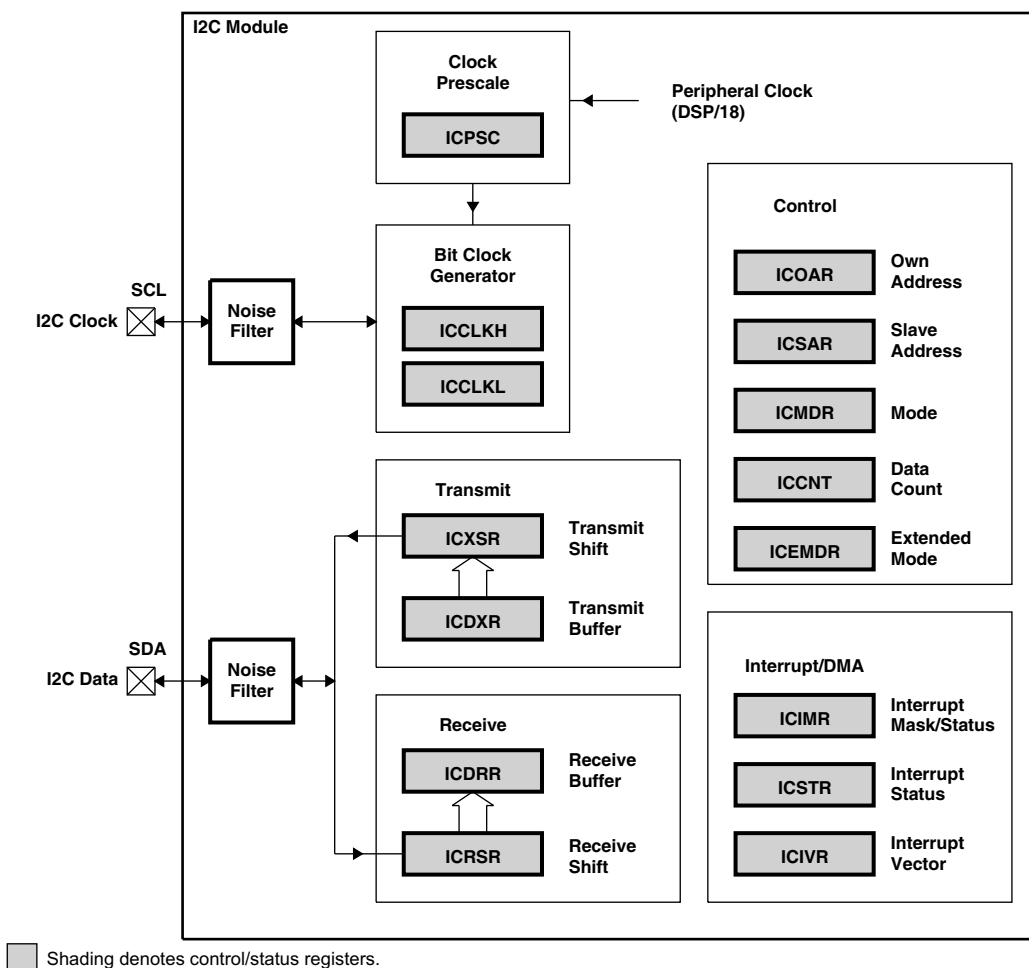 I2C Module
Clock
Prescale
ICPSC
Peripheral Clock
(DSP/18)
Bit Clock
Generator
ICCLKH
ICCLKL
SCL
I2C Clock
Noise
Filter
Control
ICOAR
Own
Address
ICSAR
Slave
Address
ICMDR
Mode
ICCNT
Data
Count
ICEMDR
Extended
Mode
Transmit
ICXSR
Transmit
Shift
ICDXR
Transmit
Buffer
SDA
I2C Data
Noise
Filter
Receive
ICDRR
Receive
Buffer
ICRSR
Receive
Shift
Interrupt/DMA
ICIMR
Interrupt
Mask/Status
ICSTR
Interrupt
Status
ICIVR
Interrupt
Vector
Shading denotes control/status registers.